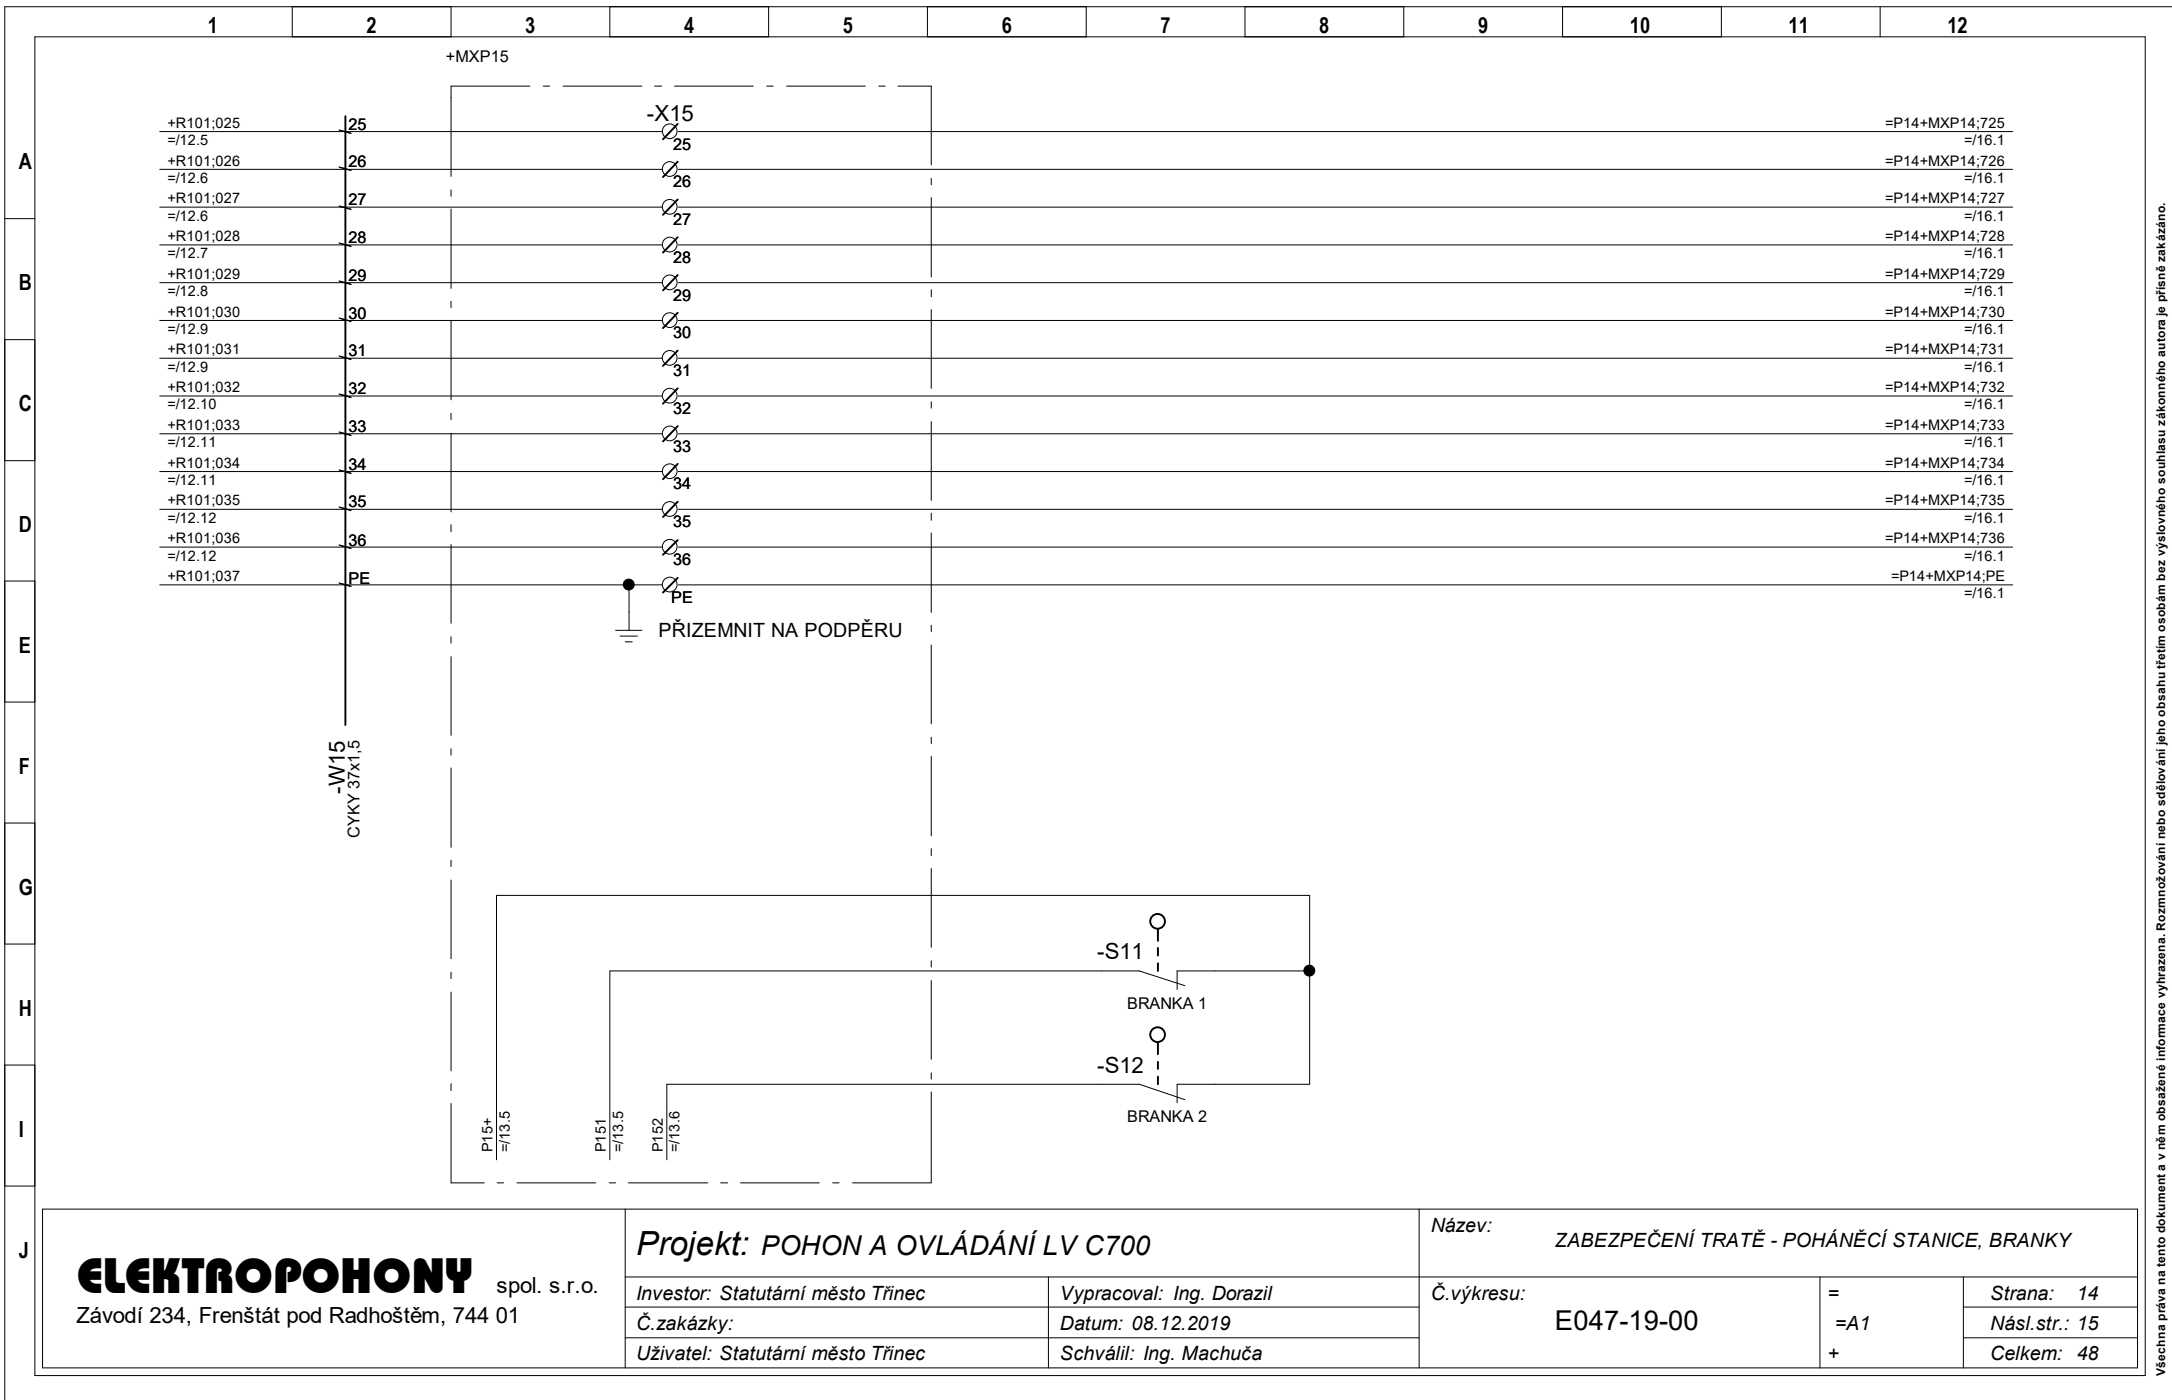 1 2 3 4 5 6 7 8 9 10 11 12
+MXP15
-X15
A
+R101;025 25 25 =P14+MXP14;725
=/12.5 =/16.1
+R101;026 26 26 =P14+MXP14;726
=/12.6 =/16.1
+R101;027 27 27 =P14+MXP14;727
=/12.6 =/16.1
B
+R101;028 28 28 =P14+MXP14;728
=/12.7 =/16.1
+R101;029 29 29 =P14+MXP14;729
=/12.8 =/16.1
+R101;030 30 30 =P14+MXP14;730
=/12.9 =/16.1
C
+R101;031 31 31 =P14+MXP14;731
=/12.9 =/16.1
+R101;032 32 32 =P14+MXP14;732
=/12.10 =/16.1
+R101;033 33 33 =P14+MXP14;733
=/12.11 =/16.1
D
+R101;034 34 34 =P14+MXP14;734
=/12.11 =/16.1
+R101;035 35 35 =P14+MXP14;735
=/12.12 =/16.1
+R101;036 36 36 =P14+MXP14;736
=/12.12 =/16.1
+R101;037 PE PE =P14+MXP14;PE
=/16.1
E
PŘIZEMNIT NA PODPĚRU
F
-W15
CYKY 37x1,5
G
H
-S11
BRANKA 1
-S12
BRANKA 2
I
P15+
=/13.5
P151
=/13.5
P152
=/13.6
J
ELEKTROPOHONY spol. s.r.o.
Závodí 234, Frenštát pod Radhoštěm, 744 01
Projekt: POHON A OVLÁDÁNÍ LV C700
Investor: Statutární město Třinec
Vypracoval: Ing. Dorazil
Č.zakázky:
Datum: 08.12.2019
Uživatel: Statutární město Třinec
Schválil: Ing. Machuča
Název:
ZABEZPEČENÍ TRATĚ - POHÁNĚCÍ STANICE, BRANKY
Č.výkresu:
E047-19-00
=
=A1
+
Strana: 14
Násl.str.: 15
Celkem: 48
Všechna práva na tento dokument a v něm obsažené informace vyhrazena. Rozmnožování nebo sdělování jeho obsahu třetím osobám bez výslovného souhlasu zákonného autora je přísně zakázáno.